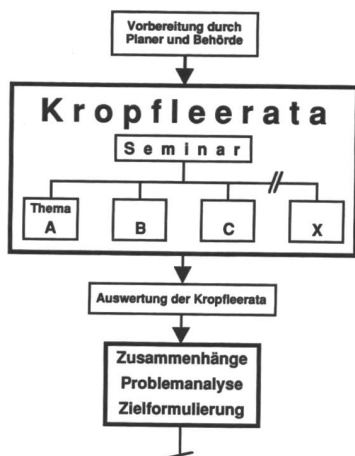 Vorbereitung durch
Planer und Behörde
Kropfleerata
Seminar
Thema
A
B
C
X
Auswertung der Kropfleerata
Zusammenhänge
Problemanalyse
Zielformulierung